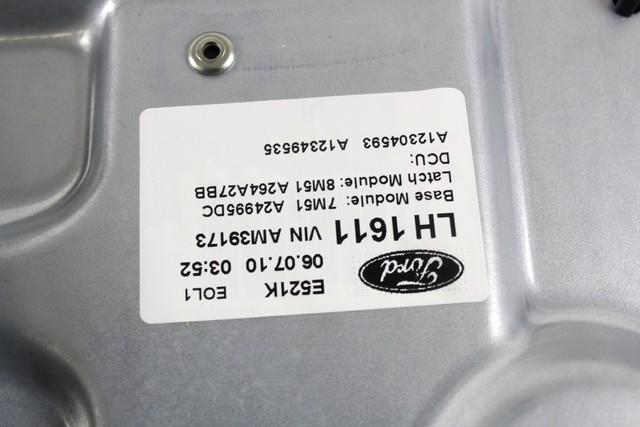 Ford E521K EOL1
06.07.10 03:52
LH 1611 VIN AM39173
Base Module: 7M51 A24995DC
Latch Module: 8M51 A264A27BB
DCU:
A12304593 A12349535